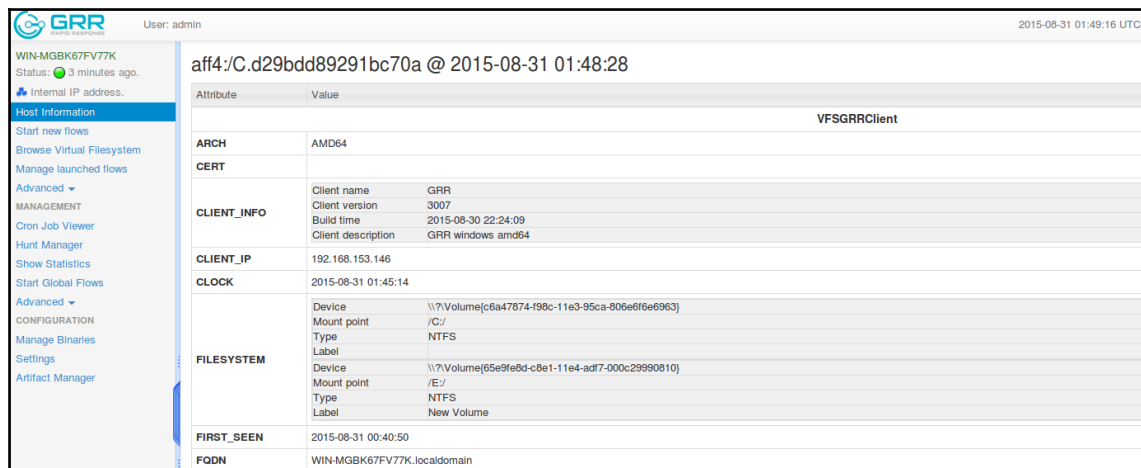 GRR
RAPID RESPONSE
User: admin
2015-08-31 01:49:16 UTC
WIN-MGBK67FV77K
Status: 3 minutes ago.
Internal IP address.
Host Information
Start new flows
Browse Virtual Filesystem
Manage launched flows
Advanced
MANAGEMENT
Cron Job Viewer
Hunt Manager
Show Statistics
Start Global Flows
Advanced
CONFIGURATION
Manage Binaries
Settings
Artifact Manager
aff4:/C.d29bdd89291bc70a @ 2015-08-31 01:48:28
Attribute Value
VFSGRRClient
ARCH AMD64
CERT
CLIENT_INFO
Client name GRR
Client version 3007
Build time 2015-08-30 22:24:09
Client description GRR windows amd64
CLIENT_IP 192.168.153.146
CLOCK 2015-08-31 01:45:14
FILESYSTEM
Device \\?\Volume{c6a47874-f98c-11e3-95ca-806e6f6e6963}
Mount point /C:/
Type NTFS
Label
Device \\?\Volume{65e9fe8d-c8e1-11e4-adf7-000c29990810}
Mount point /E:/
Type NTFS
Label New Volume
FIRST_SEEN 2015-08-31 00:40:50
FQDN WIN-MGBK67FV77K.localdomain